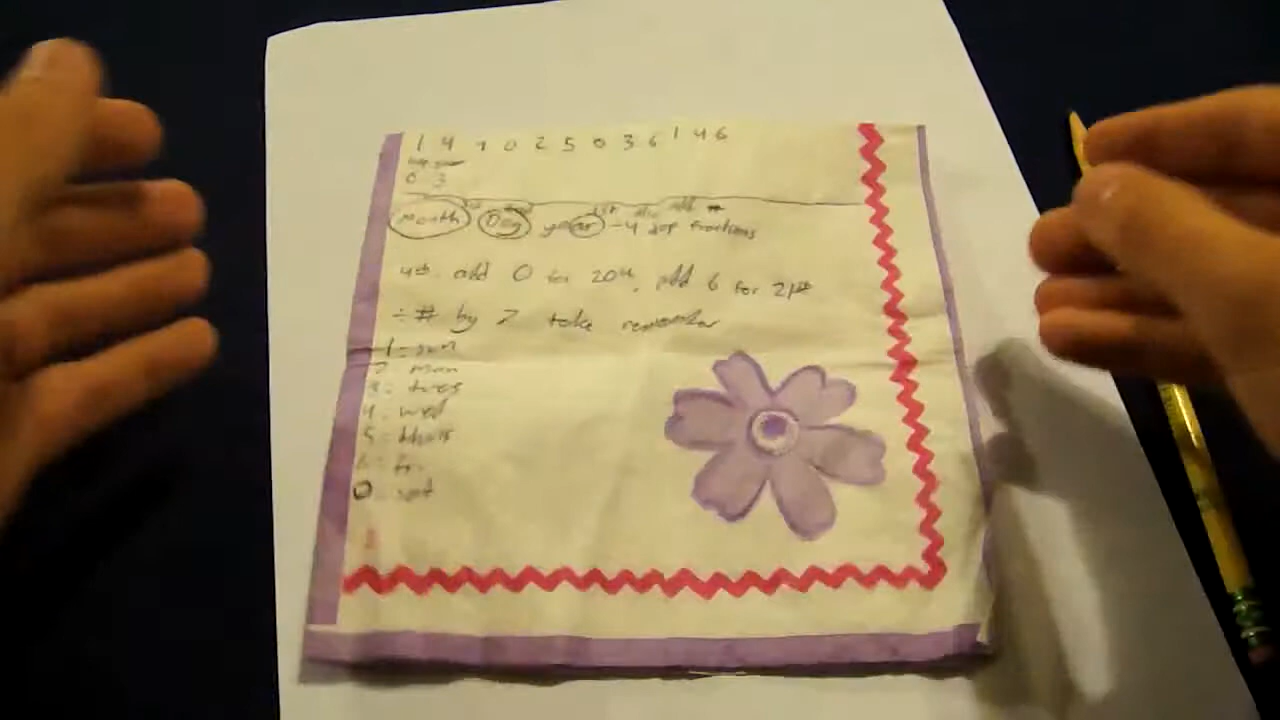 1 4 4 0 2 5 0 3 6 1 4 6
0 3
month Day year ÷ 4 drop fractions
4th. add 0 for 20th, add 6 for 21st
÷ # by 7 take remander
1 - sun
2 - mon
3 - tues
4 - wed
5 - thurs
6 - fri
0 - sat